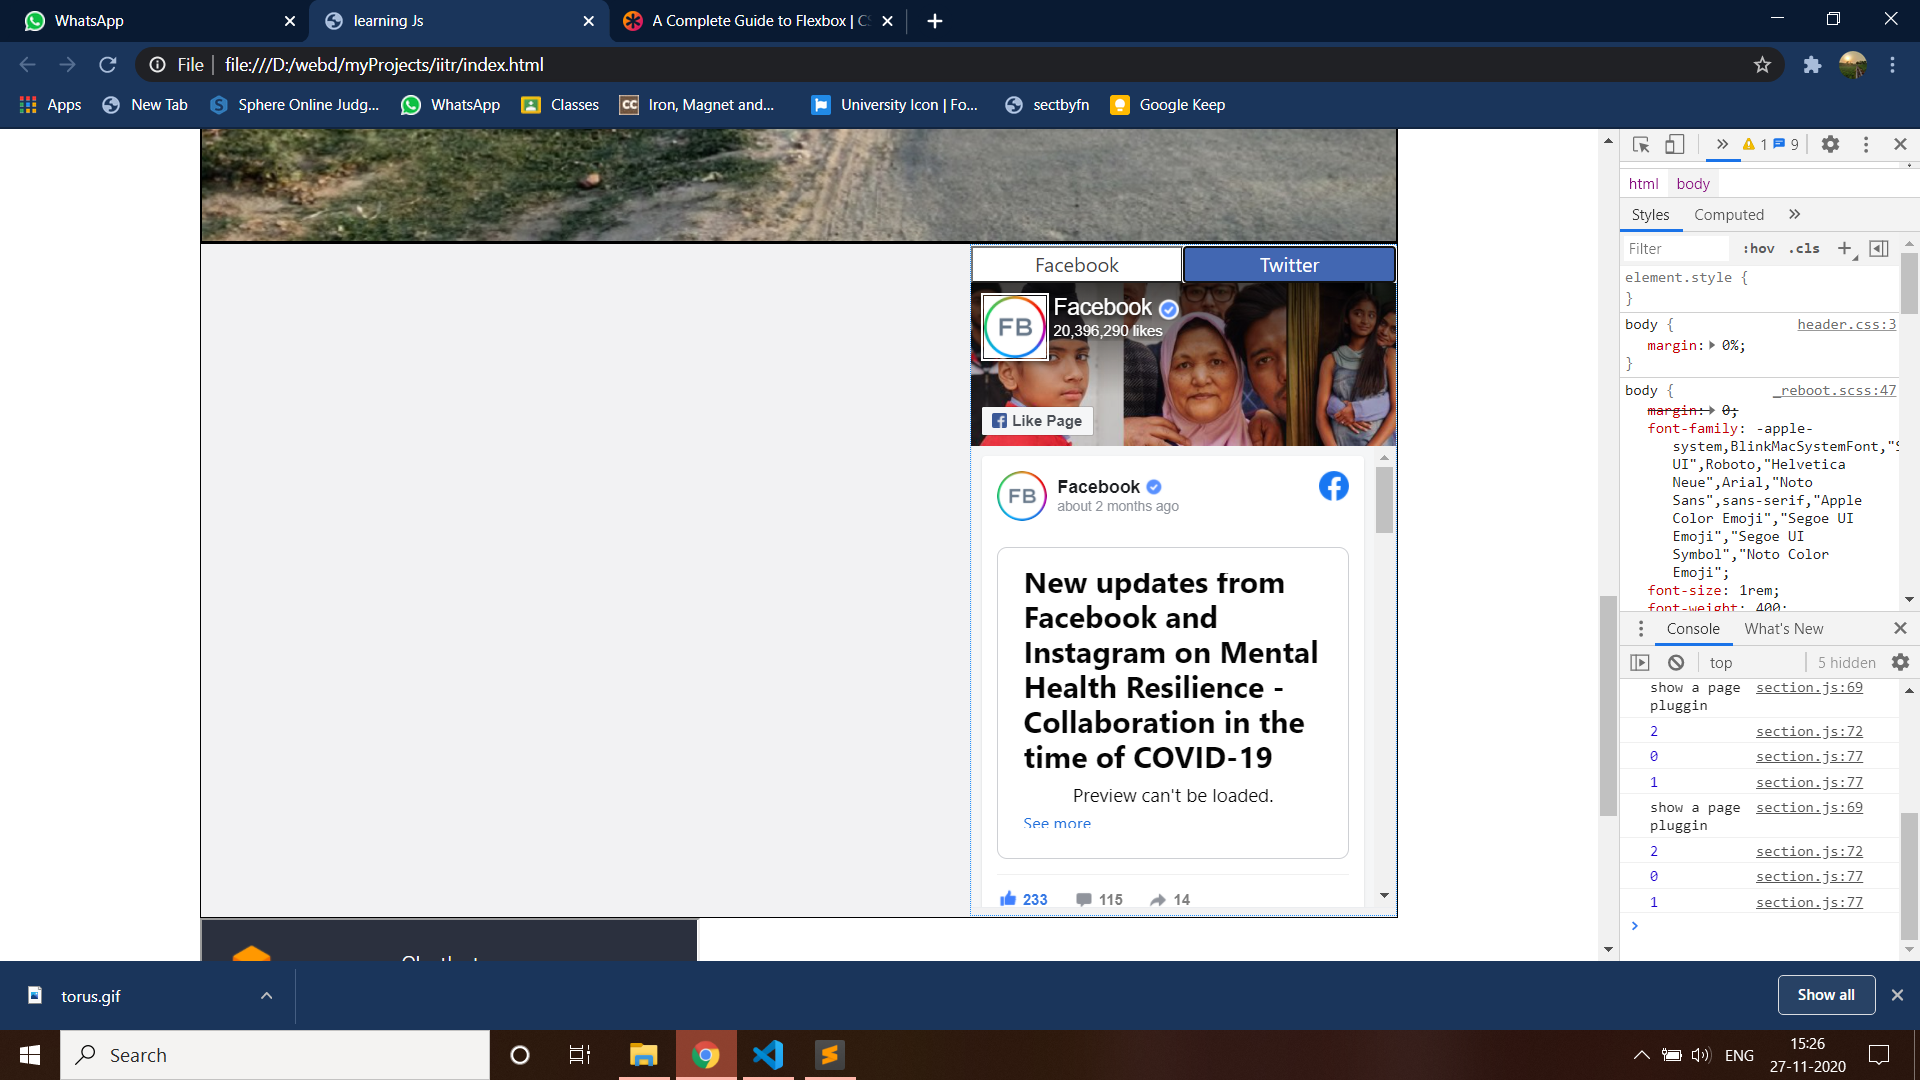 WhatsApp
learning Js
A Complete Guide to Flexbox | CS
File
file:///D:/webd/myProjects/iitr/index.html
Apps
New Tab
Sphere Online Judg...
WhatsApp
Classes
Iron, Magnet and...
University Icon | Fo...
sectbyfn
Google Keep
Facebook
Twitter
FB
Facebook
20,396,290 likes
Like Page
FB
Facebook
about 2 months ago
New updates from
Facebook and
Instagram on Mental
Health Resilience -
Collaboration in the
time of COVID-19
Preview can't be loaded.
See more
233
115
14
1
9
html
body
Styles
Computed
Filter
:hov
.cls
element.style {
}
body {
header.css:3
margin: 0%;
}
body {
_reboot.scss:47
margin: 0;
font-family: -apple-
system,BlinkMacSystemFont,"S
UI",Roboto,"Helvetica
Neue",Arial,"Noto
Sans",sans-serif,"Apple
Color Emoji","Segoe UI
Emoji","Segoe UI
Symbol","Noto Color
Emoji";
font-size: 1rem;
font-weight: 400;
Console
What's New
top
5 hidden
show a page section.js:69
pluggin
2 section.js:72
0 section.js:77
1 section.js:77
show a page section.js:69
pluggin
2 section.js:72
0 section.js:77
1 section.js:77
torus.gif
Show all
Search
ENG
15:26
27-11-2020